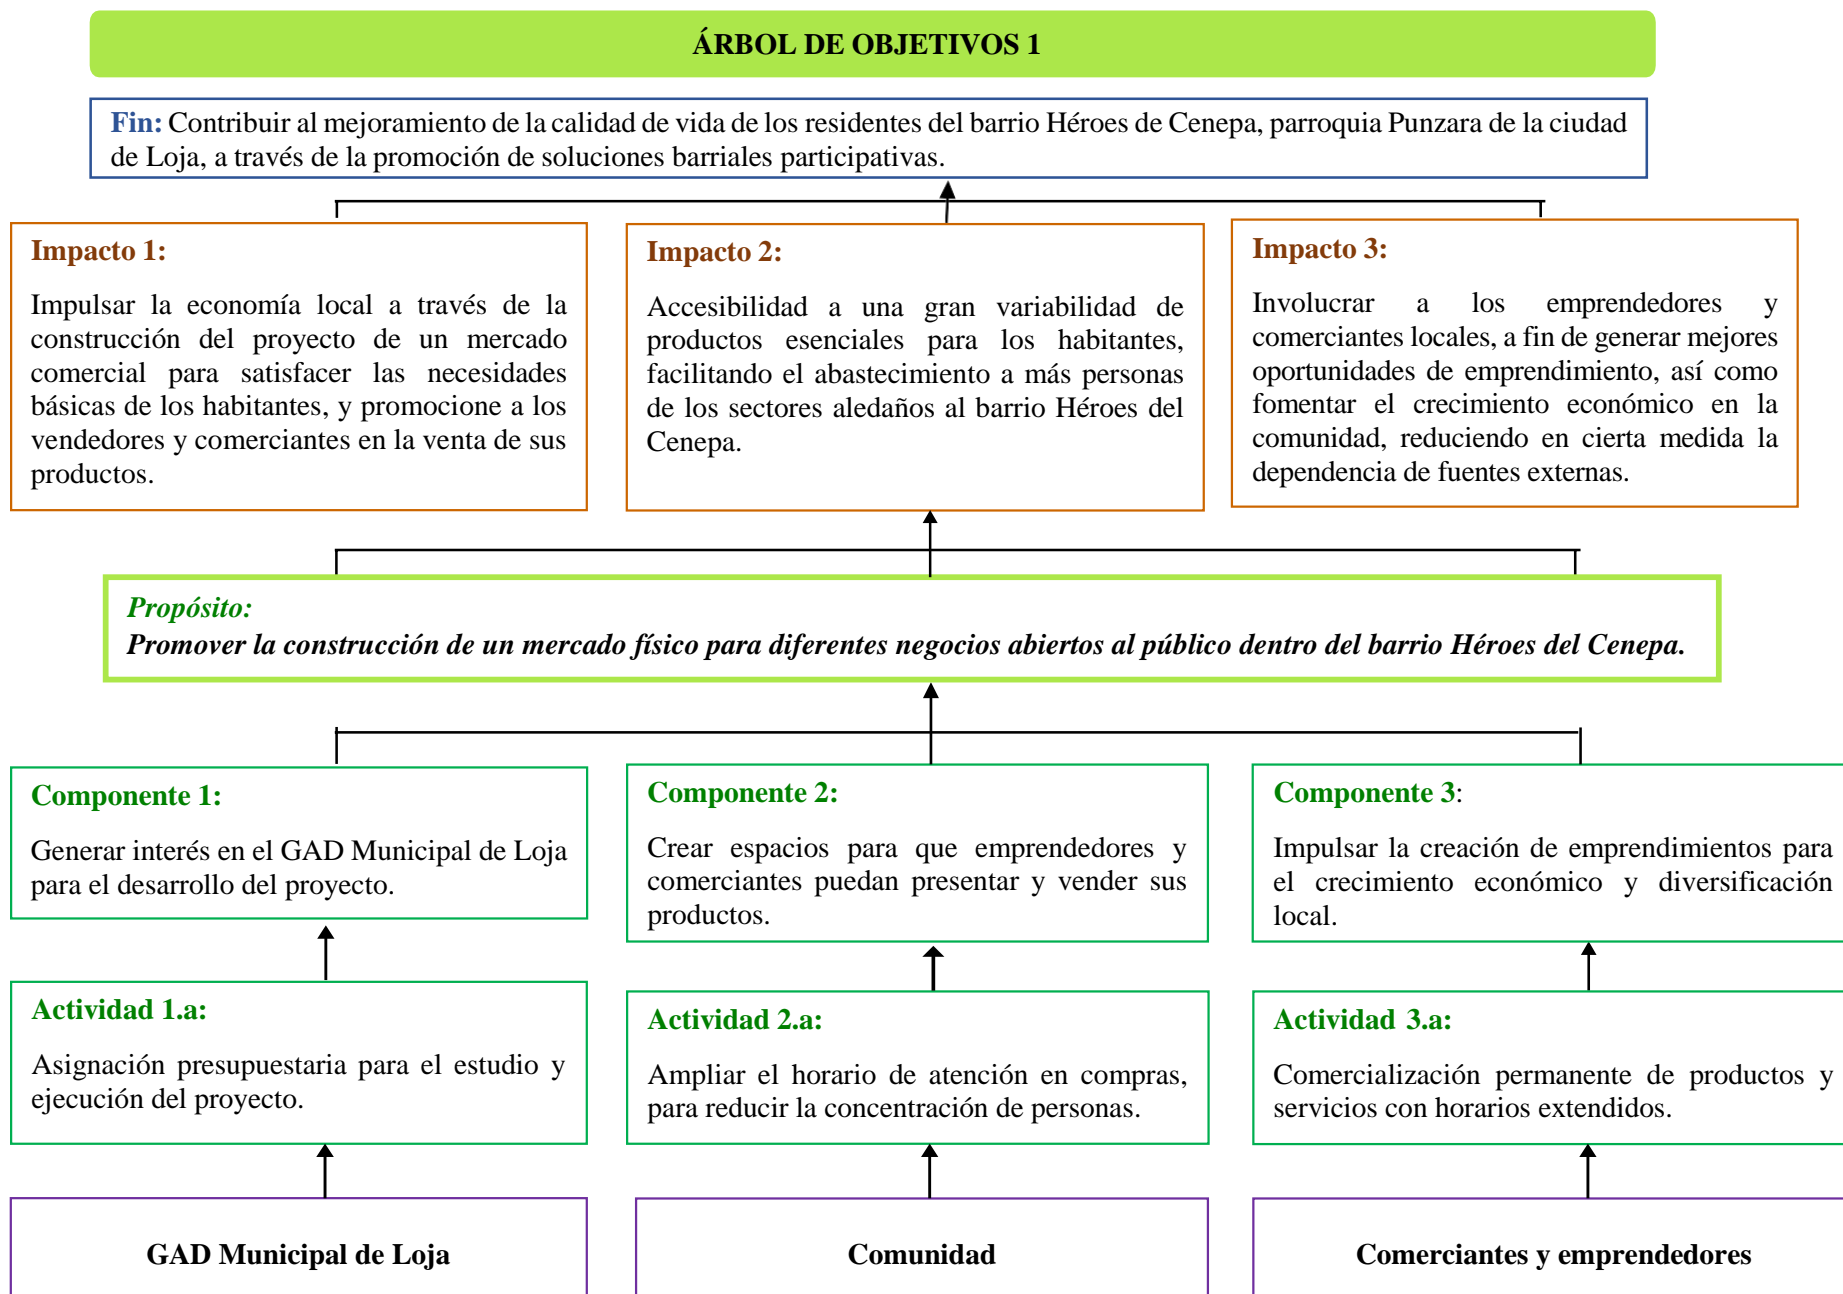 ÁRBOL DE OBJETIVOS 1
Fin: Contribuir al mejoramiento de la calidad de vida de los residentes del barrio Héroes de Cenepa, parroquia Punzara de la ciudad
de Loja, a través de la promoción de soluciones barriales participativas.
Impacto 1:
Impulsar la economía local a través de la
construcción del proyecto de un mercado
comercial para satisfacer las necesidades
básicas de los habitantes, y promocione a los
vendedores y comerciantes en la venta de sus
productos.
Impacto 2:
Accesibilidad a una gran variabilidad de
productos esenciales para los habitantes,
facilitando el abastecimiento a más personas
de los sectores aledaños al barrio Héroes del
Cenepa.
Impacto 3:
Involucrar a los emprendedores y
comerciantes locales, a fin de generar mejores
oportunidades de emprendimiento, así como
fomentar el crecimiento económico en la
comunidad, reduciendo en cierta medida la
dependencia de fuentes externas.
Propósito:
Promover la construcción de un mercado físico para diferentes negocios abiertos al público dentro del barrio Héroes del Cenepa.
Componente 1:
Generar interés en el GAD Municipal de Loja
para el desarrollo del proyecto.
Componente 2:
Crear espacios para que emprendedores y
comerciantes puedan presentar y vender sus
productos.
Componente 3:
Impulsar la creación de emprendimientos para
el crecimiento económico y diversificación
local.
Actividad 1.a:
Asignación presupuestaria para el estudio y
ejecución del proyecto.
Actividad 2.a:
Ampliar el horario de atención en compras,
para reducir la concentración de personas.
Actividad 3.a:
Comercialización permanente de productos y
servicios con horarios extendidos.
GAD Municipal de Loja
Comunidad
Comerciantes y emprendedores